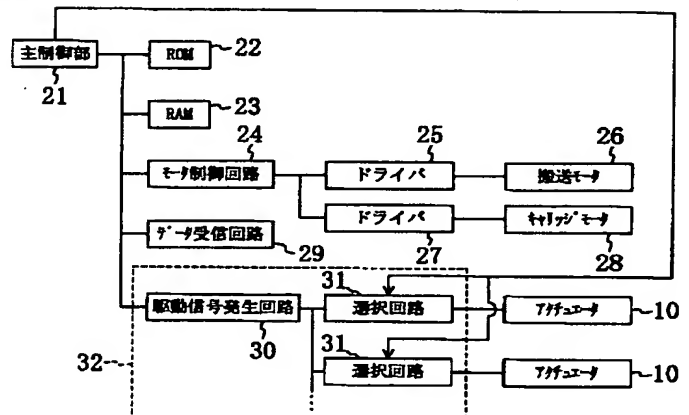 主制御部
21
ROM
22
RAM
23
24
モータ制御回路
25
ドライバ
26
搬送モータ
ドライバ
27
キャリッジモータ
28
データ受信回路
29
31
駆動信号発生回路
30
選択回路
アクチュエータ
10
32
31
選択回路
アクチュエータ
10